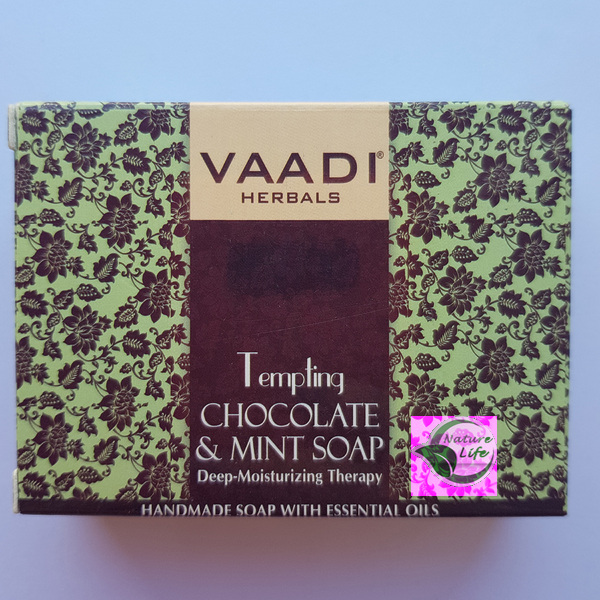 VAADI®
HERBALS
Tempting
CHOCOLATE
& MINT SOAP
Deep-Moisturizing Therapy
HANDMADE SOAP WITH ESSENTIAL OILS
Nature
Life